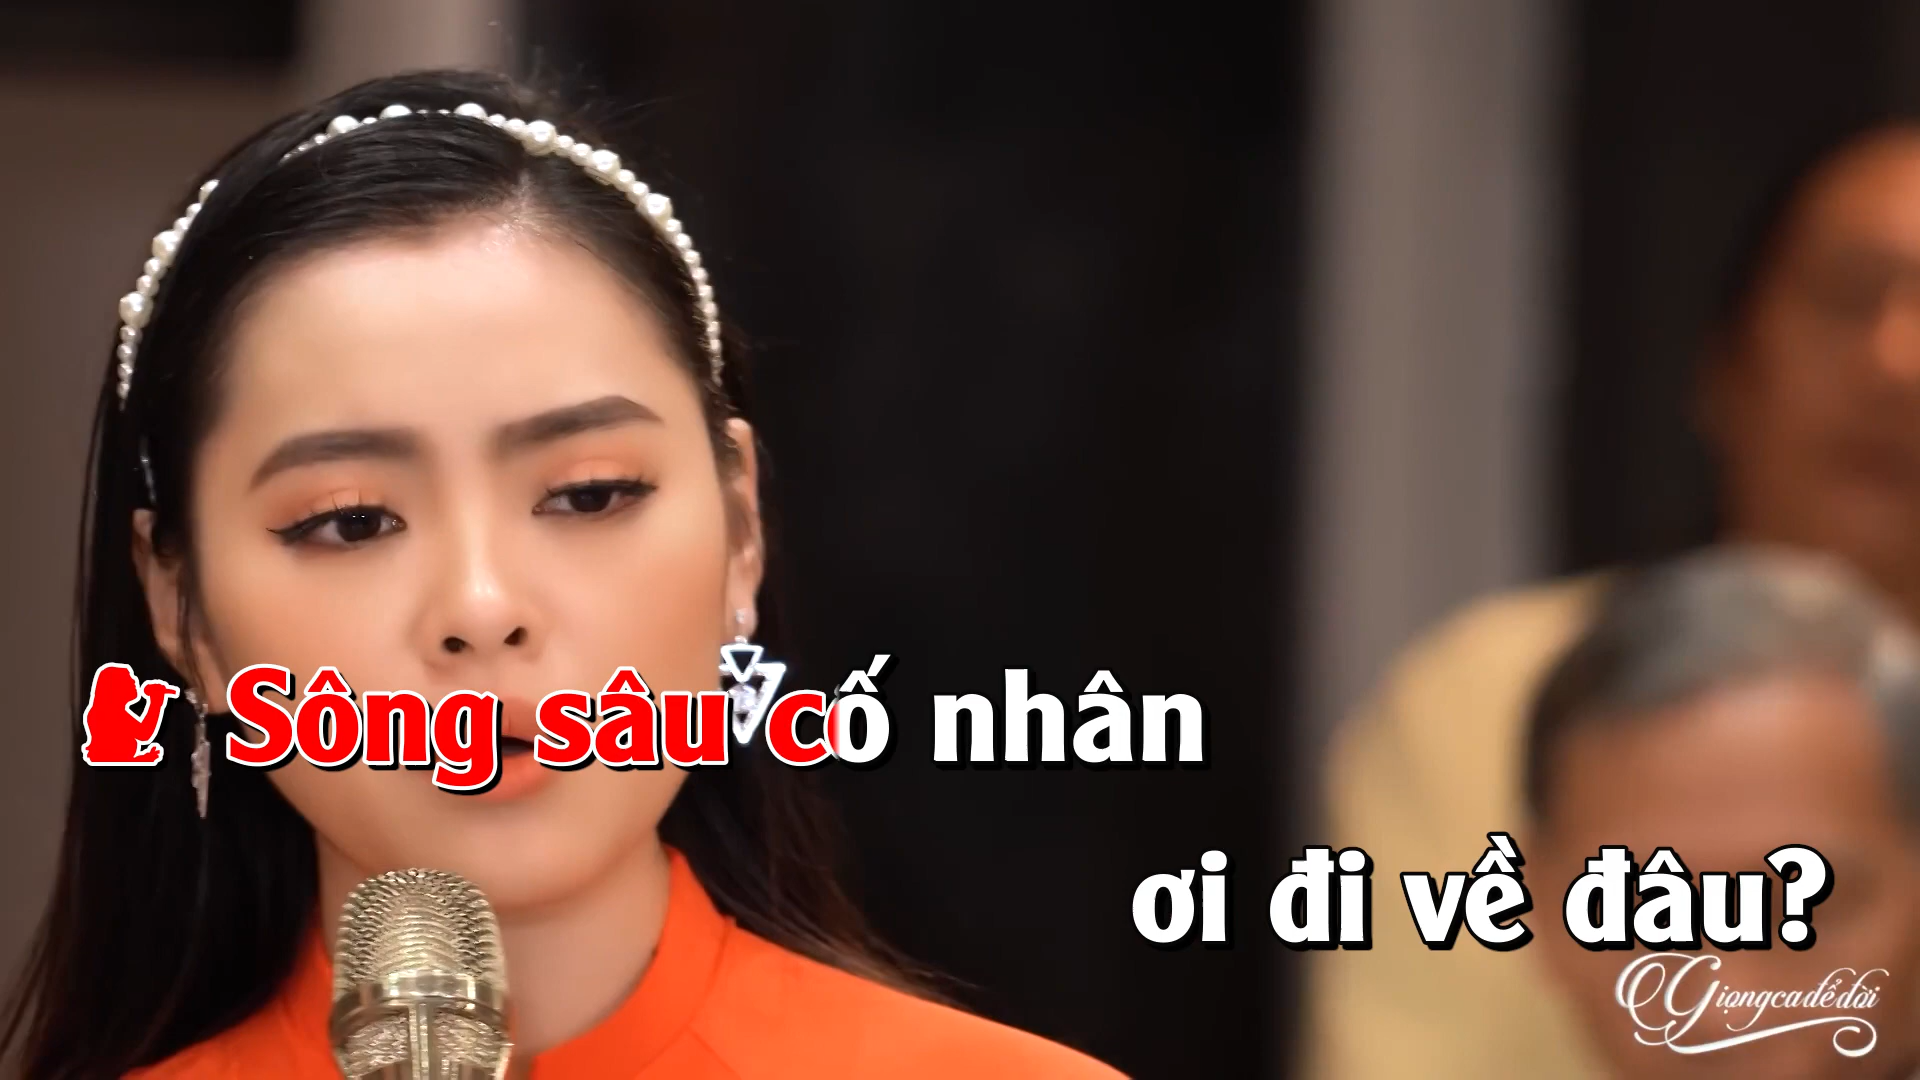 Sông sâu cố nhân
ơi đi về đâu?
Giọngcađểđời